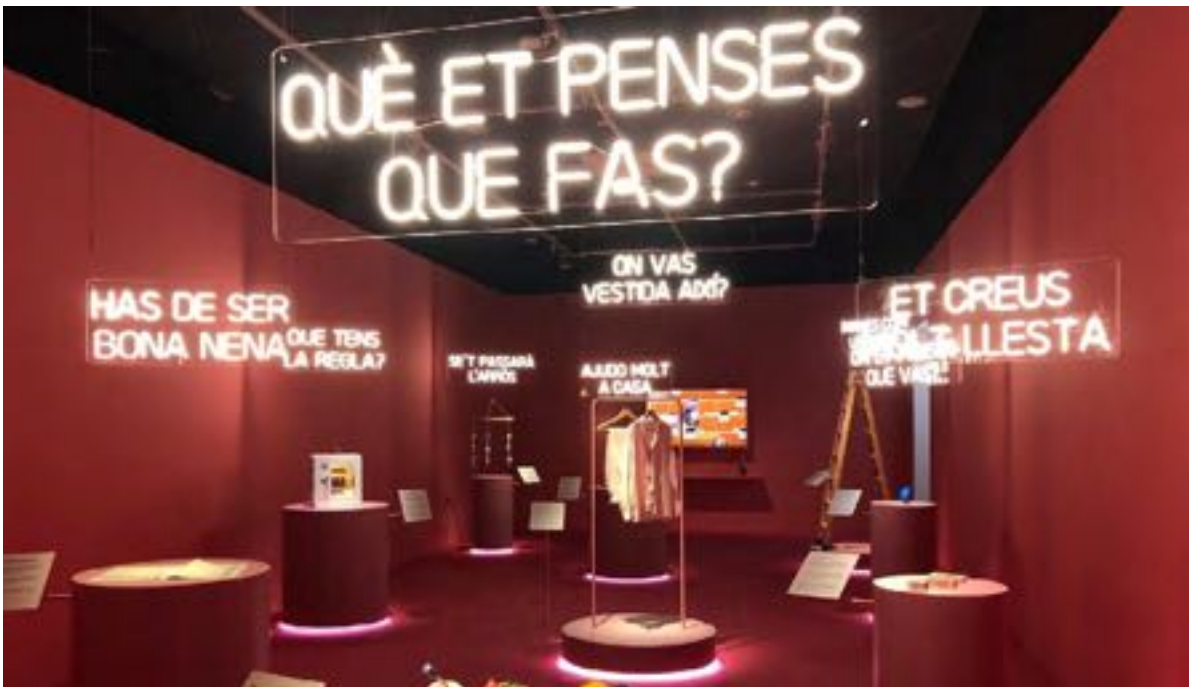 QUÈ ET PENSES
QUE FAS?
ON VAS
VESTIDA AIXÍ?
HAS DE SER
BONA NENA
QUE TENS
LA REGLA?
SE'T PASSARÀ
L'ARRÒS
AJUDO MOLT
A CASA
ET CREUS
LLESTA
QUÈ VAS